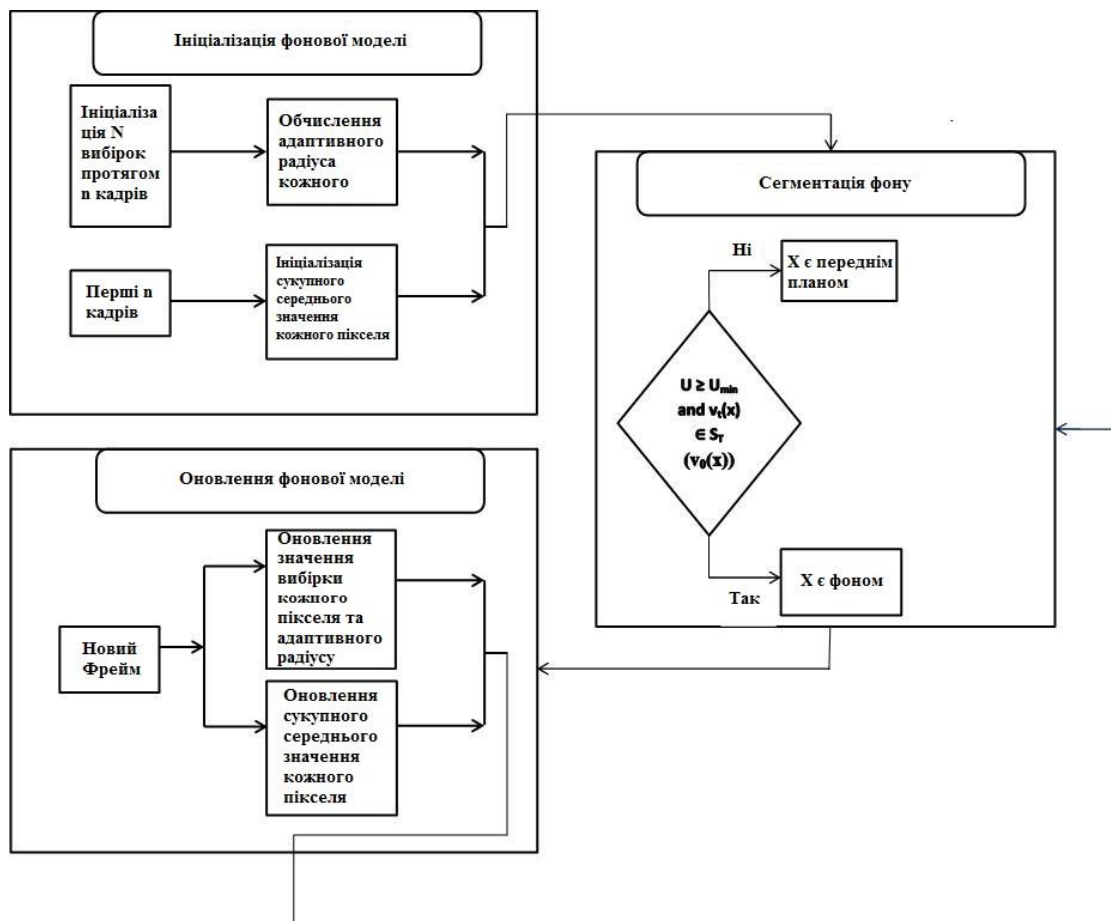 Ініціалізація фонової моделі
Ініціаліза
ція N
вибірок
протягом
n кадрів
Обчислення
адаптивного
радіуса
кожного
Перші n
кадрів
Ініціалізація
сукупного
середнього
значення
кожного пікселя
Сегментація фону
Ні
X є переднім
планом
U ≥ Umin
and vt(x)
∈ ST
(v0(x))
Так
X є фоном
Оновлення фонової моделі
Новий
Фрейм
Оновлення
значення
вибірки
кожного
пікселя та
адаптивного
радіусу
Оновлення
сукупного
середнього
значення
кожного
пікселя